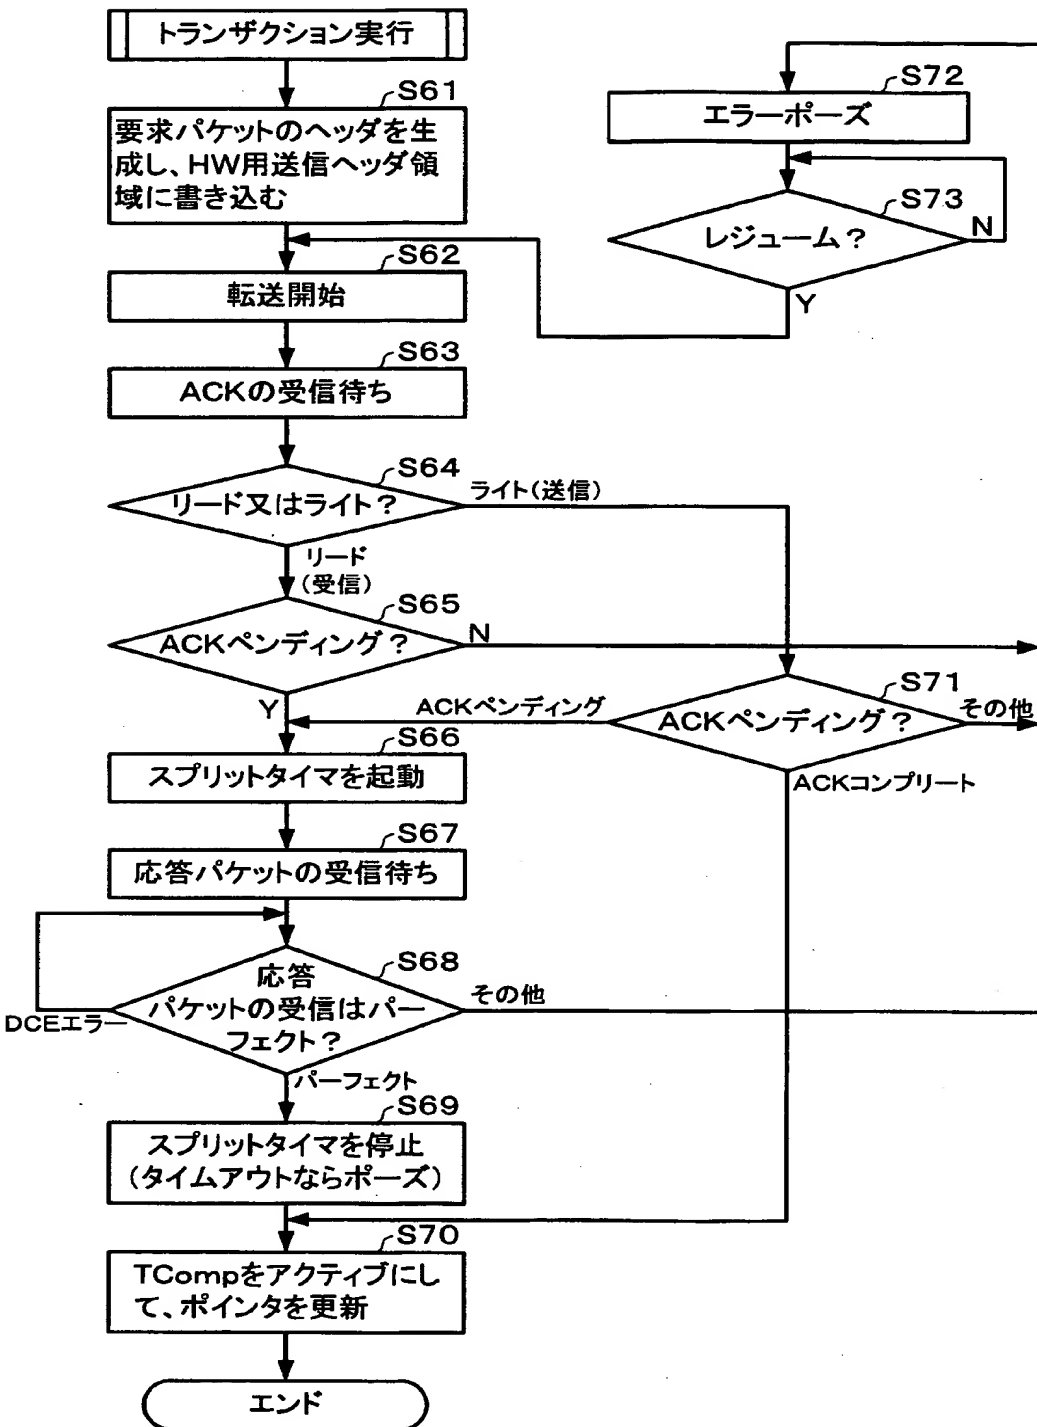 トランザクション実行
S61
要求パケットのヘッダを生
成し、HW用送信ヘッダ領
域に書き込む
S62
転送開始
S63
ACKの受信待ち
S64
リード又はライト？
ライト(送信)
リード
(受信)
S65
ACKペンディング？
N
Y
S66
スプリットタイマを起動
S67
応答パケットの受信待ち
S68
応答
パケットの受信はパー
フェクト？
その他
DCEエラー
パーフェクト
S69
スプリットタイマを停止
(タイムアウトならポーズ)
S70
TCompをアクティブにし
て、ポインタを更新
エンド
S71
ACKペンディング？
ACKペンディング
その他
ACKコンプリート
S72
エラーポーズ
S73
レジューム？
N
Y